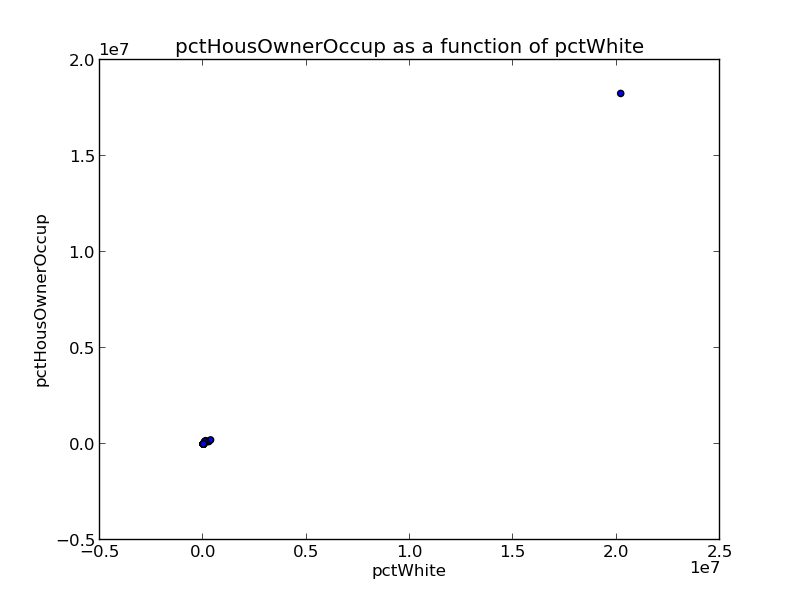 pctHousOwnerOccup as a function of pctWhite
1e7
2.0
1.5
1.0
0.5
0.0
−0.5
pctHousOwnerOccup
−0.5 0.0 0.5 1.0 1.5 2.0 2.5
1e7
pctWhite